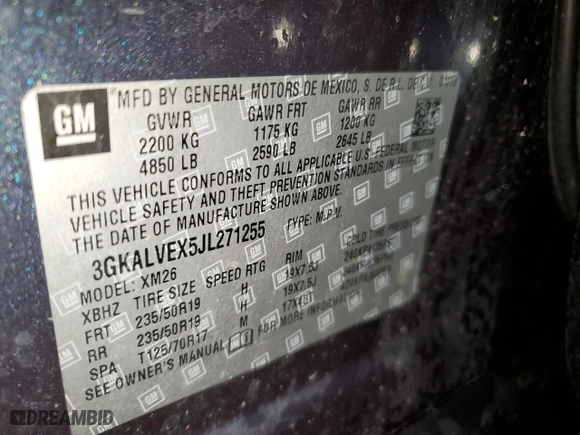 GM
MFD BY GENERAL MOTORS DE MEXICO, S. DE R.L. DE C.V.
GVWR GAWR FRT GAWR RR
2200 KG 1175 KG 1200 KG
4850 LB 2590 LB 2645 LB
THIS VEHICLE CONFORMS TO ALL APPLICABLE U.S. FEDERAL MOTOR
VEHICLE SAFETY AND THEFT PREVENTION STANDARDS IN EFFECT ON
THE DATE OF MANUFACTURE SHOWN ABOVE.
3GKALVEX5JL271255 TYPE: M.P.V.
MODEL: XM26
XBHZ TIRE SIZE SPEED RTG RIM COLD TIRE PRESSURE
FRT 235/50R19 H 19X7.5J
RR 235/50R19 H 19X7.5J
SPA T125/70R17 M 17X4BT
SEE OWNER'S MANUAL FOR MORE INFORMATION.
DREAMBID